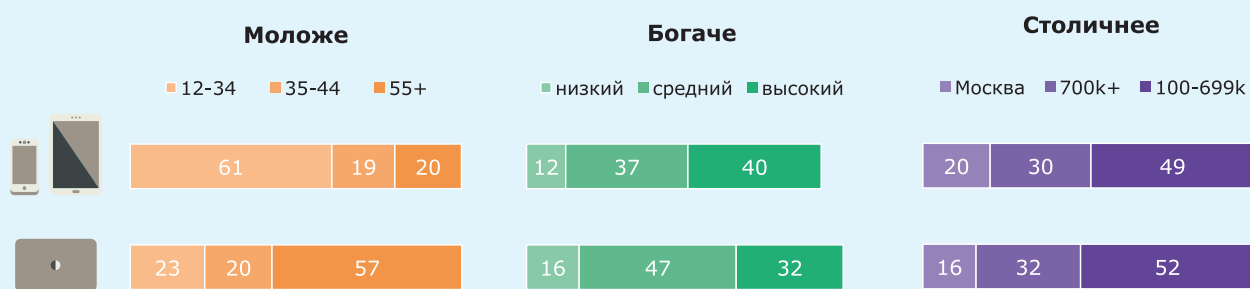 Моложе
Богаче
Столичнее
12-34 35-44 55+
низкий средний высокий
Москва 700k+ 100-699k
61 19 20
12 37 40
20 30 49
23 20 57
16 47 32
16 32 52